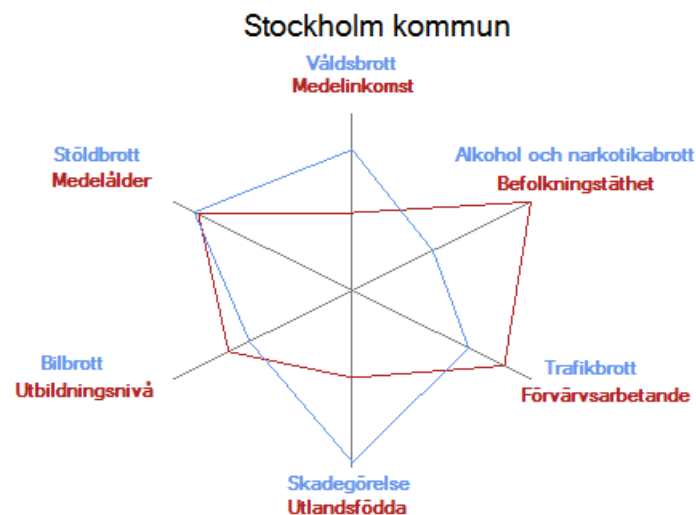 Stockholm kommun
Våldsbrott
Medelinkomst
Stöldbrott
Medelålder
Alkohol och narkotikabrott
Befolkningstäthet
Bilbrott
Utbildningsnivå
Trafikbrott
Förvärvsarbetande
Skadegörelse
Utlandsfödda